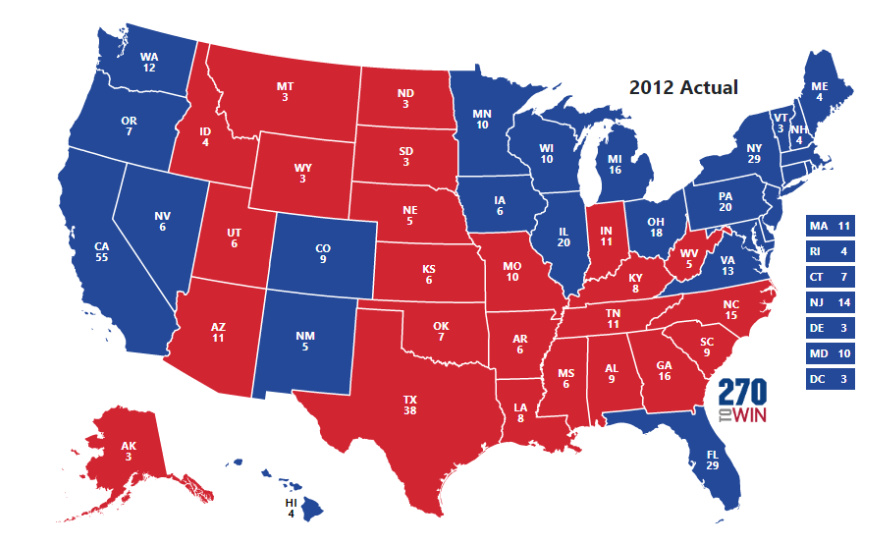 2012 Actual
WA
12
OR
7
CA
55
NV
6
ID
4
MT
3
WY
3
UT
6
AZ
11
CO
9
NM
5
ND
3
SD
3
NE
5
KS
6
OK
7
TX
38
MN
10
IA
6
MO
10
AR
6
LA
8
WI
10
IL
20
MI
16
IN
11
OH
18
KY
8
TN
11
MS
6
AL
9
GA
16
FL
29
SC
9
NC
15
VA
13
WV
5
PA
20
NY
29
VT
3
NH
4
ME
4
MA 11
RI 4
CT 7
NJ 14
DE 3
MD 10
DC 3
AK
3
HI
4
270
TO WIN